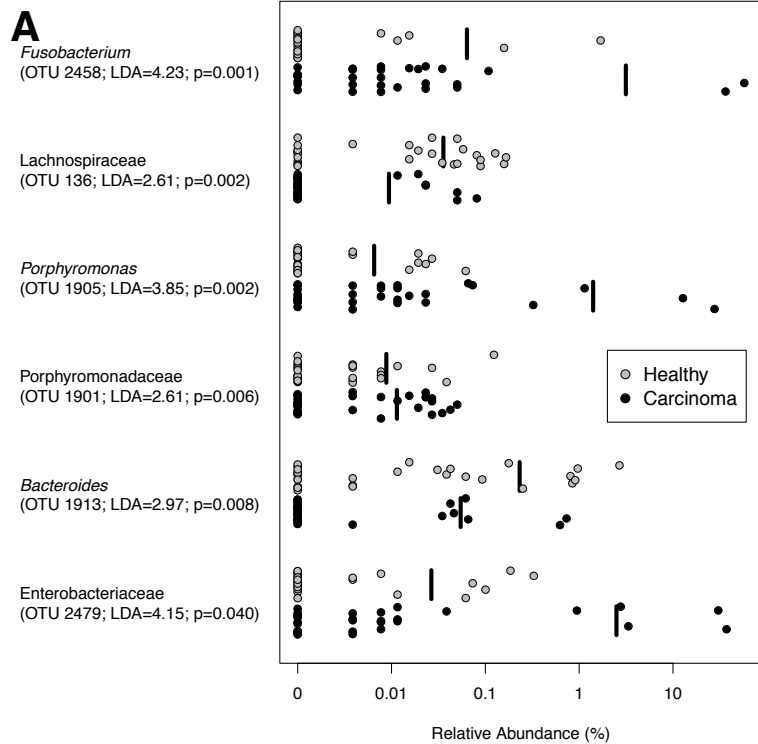 A
Fusobacterium
(OTU 2458; LDA=4.23; p=0.001)
Lachnospiraceae
(OTU 136; LDA=2.61; p=0.002)
Porphyromonas
(OTU 1905; LDA=3.85; p=0.002)
Porphyromonadaceae
(OTU 1901; LDA=2.61; p=0.006)
Healthy
Carcinoma
Bacteroides
(OTU 1913; LDA=2.97; p=0.008)
Enterobacteriaceae
(OTU 2479; LDA=4.15; p=0.040)
0 0.01 0.1 1 10
Relative Abundance (%)